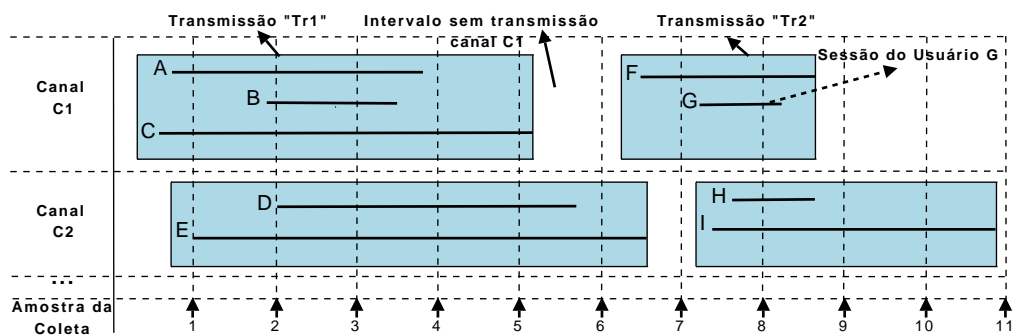 Transmissão "Tr1"
Intervalo sem transmissão
canal C1
Transmissão "Tr2"
Sessão do Usuário G
Canal
C1
A
B
C
F
G
Canal
C2
D
E
H
I
...
Amostra da
Coleta
1 2 3 4 5 6 7 8 9 10 11